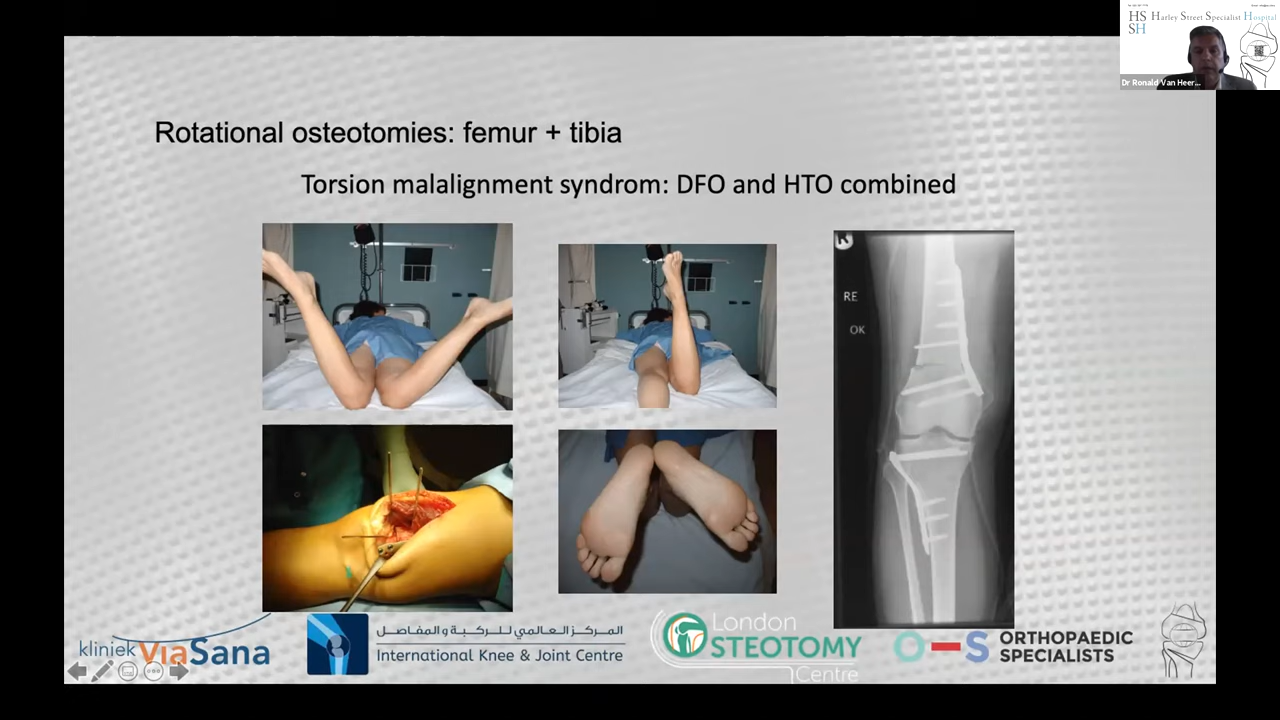 HS Harley Street Specialist Hospital
SH
Dr Ronald Van Heer...
Rotational osteotomies: femur + tibia
Torsion malalignment syndrom: DFO and HTO combined
R
RE
OK
kliniek ViaSana
المركز العالمي للركبة والمفاصل
International Knee & Joint Centre
London
STEOTOMY
Centre
O-S ORTHOPAEDIC
SPECIALISTS